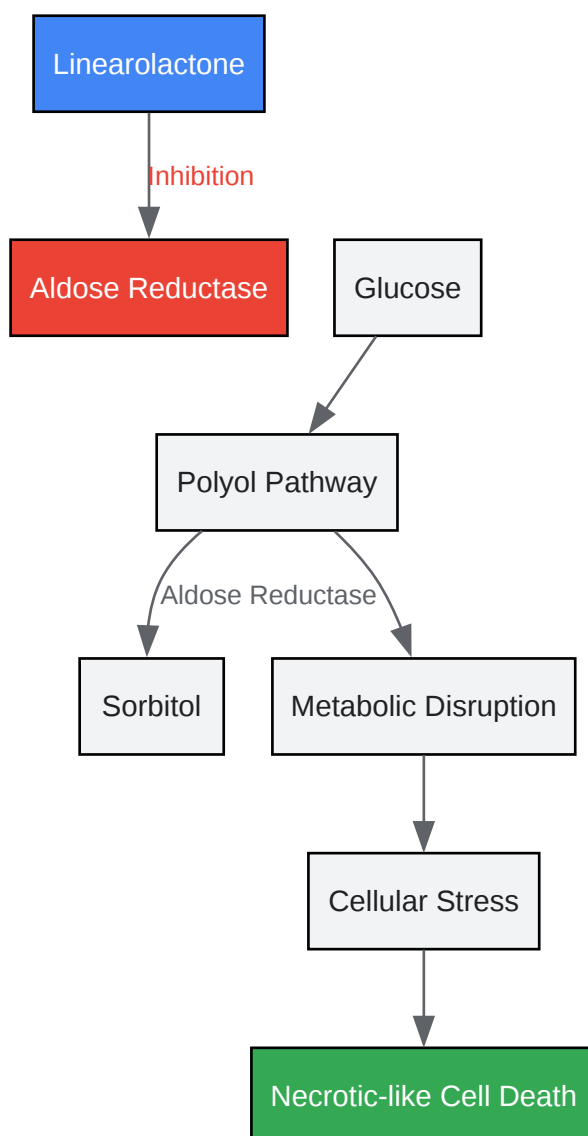 Linearolactone
Inhibition
Aldose Reductase
Glucose
Polyol Pathway
Aldose Reductase
Sorbitol
Metabolic Disruption
Cellular Stress
Necrotic-like Cell Death